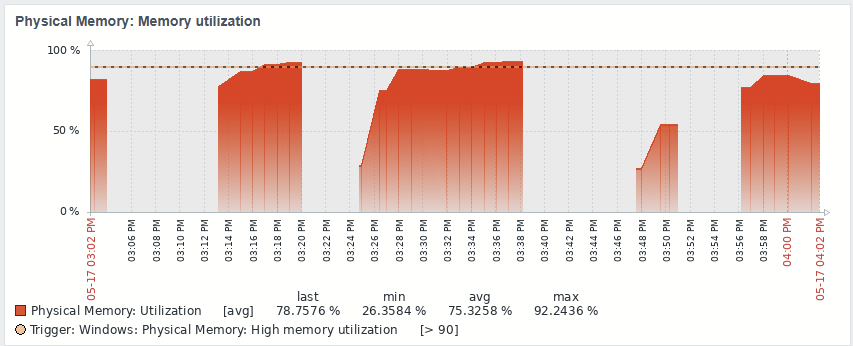 Physical Memory: Memory utilization
100 %
50 %
0 %
05-17 03:02 PM
03:06 PM
03:08 PM
03:10 PM
03:12 PM
03:14 PM
03:16 PM
03:18 PM
03:20 PM
03:22 PM
03:24 PM
03:26 PM
03:28 PM
03:30 PM
03:32 PM
03:34 PM
03:36 PM
03:38 PM
03:40 PM
03:42 PM
03:44 PM
03:46 PM
03:48 PM
03:50 PM
03:52 PM
03:54 PM
03:56 PM
03:58 PM
04:00 PM
05-17 04:02 PM
last min avg max
Physical Memory: Utilization [avg] 78.7576 % 26.3584 % 75.3258 % 92.2436 %
Trigger: Windows: Physical Memory: High memory utilization [> 90]